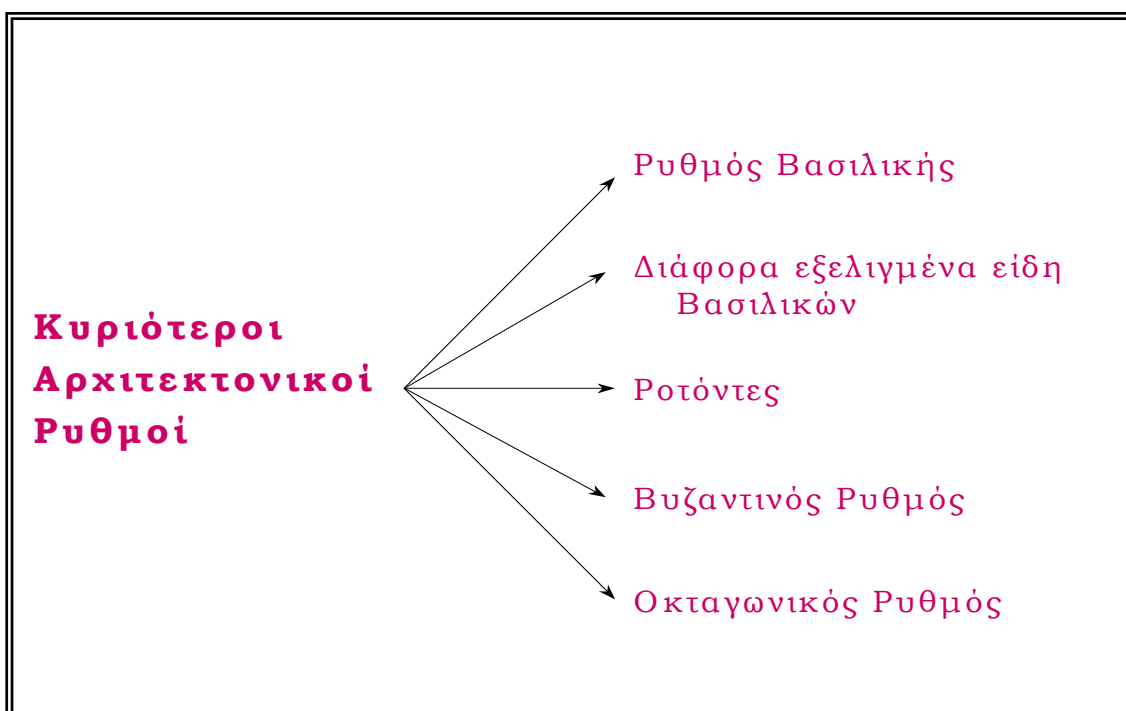 Κυριότεροι
Αρχιτεκτονικοί
Ρυθμοί
Ρυθμός Βασιλικής
Διάφορα εξελιγμένα είδη
Βασιλικών
Ροτόντες
Βυζαντινός Ρυθμός
Οκταγωνικός Ρυθμός